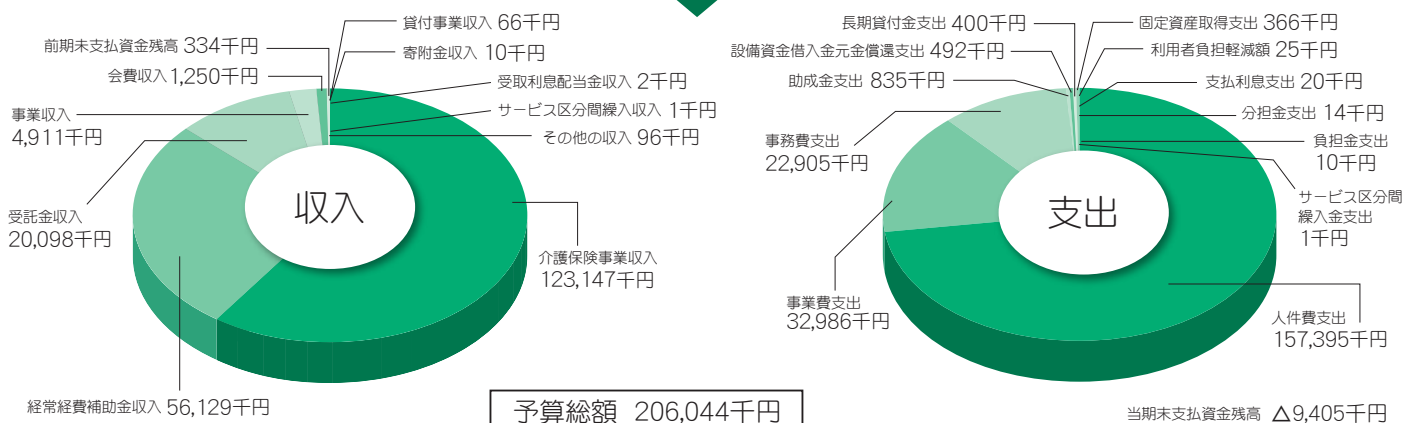 貸付事業収入 66千円
前期末支払資金残高 334千円
寄附金収入 10千円
会費収入 1,250千円
受取利息配当金収入 2千円
事業収入
4,911千円
サービス区分間繰入収入 1千円
その他の収入 96千円
収入
受託金収入
20,098千円
介護保険事業収入
123,147千円
経常経費補助金収入 56,129千円
長期貸付金支出 400千円
固定資産取得支出 366千円
設備資金借入金元金償還支出 492千円
利用者負担軽減額 25千円
助成金支出 835千円
支払利息支出 20千円
分担金支出 14千円
事務費支出
22,905千円
負担金支出
10千円
支出
サービス区分間
繰入金支出
1千円
事業費支出
32,986千円
人件費支出
157,395千円
予算総額 206,044千円
当期末支払資金残高 △9,405千円